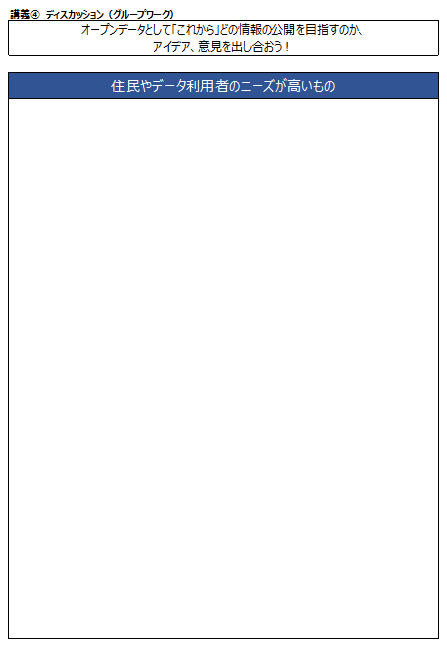 講義④　ディスカッション（グループワーク）
オープンデータとして「これから」どの情報の公開を目指すのか、
アイデア、意見を出し合おう！
住民やデータ利用者のニーズが高いもの